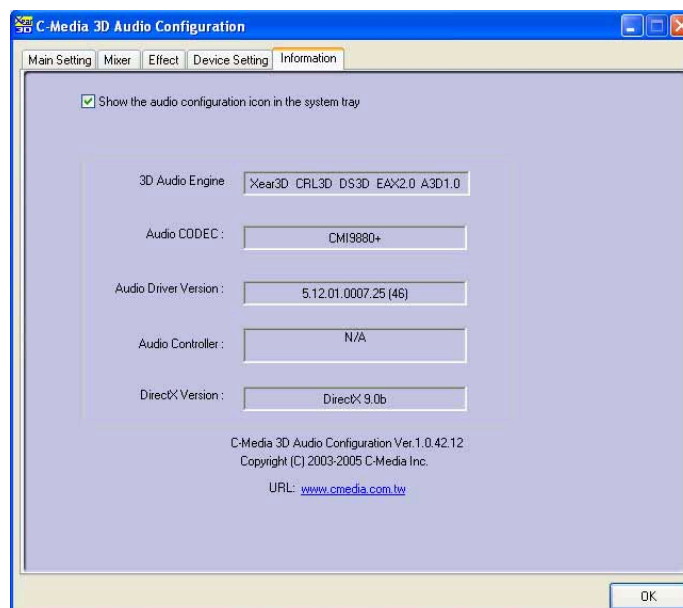 Xear 3D C-Media 3D Audio Configuration
Main Setting Mixer Effect Device Setting Information
Show the audio configuration icon in the system tray
3D Audio Engine Xear3D CRL3D DS3D EAX2.0 A3D1.0
Audio CODEC : CMI9880+
Audio Driver Version : 5.12.01.0007.25 (46)
Audio Controller : N/A
DirectX Version : DirectX 9.0b
C-Media 3D Audio Configuration Ver.1.0.42.12
Copyright (C) 2003-2005 C-Media Inc.
URL: www.cmedia.com.tw
OK